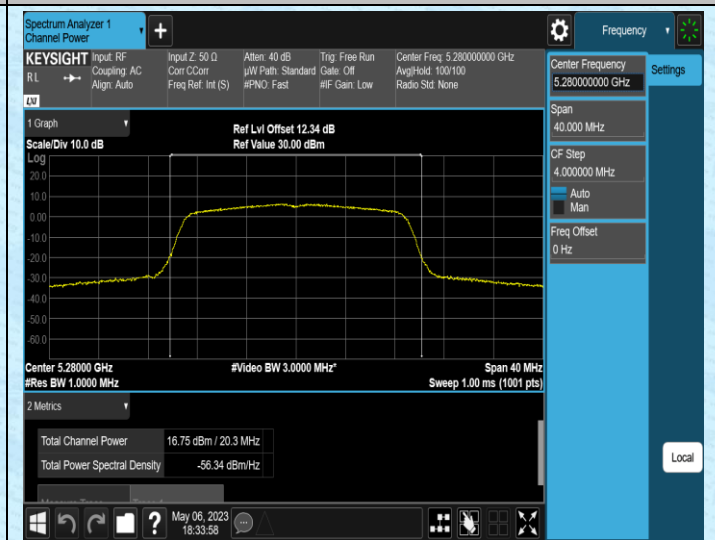 Spectrum Analyzer 1
Channel Power
+
Frequency
KEYSIGHT
R L
LXI
Input: RF
Coupling: AC
Align: Auto
Input Z: 50 Ω
Corr CCorr
Freq Ref: Int (S)
Atten: 40 dB
µW Path: Standard
#PNO: Fast
Trig: Free Run
Gate: Off
#IF Gain: Low
Center Freq: 5.280000000 GHz
Avg|Hold: 100/100
Radio Std: None
Center Frequency
5.280000000 GHz
Settings
Span
40.000 MHz
CF Step
4.000000 MHz
Auto
Man
Freq Offset
0 Hz
1 Graph
Scale/Div 10.0 dB
Ref Lvl Offset 12.34 dB
Ref Value 30.00 dBm
Log
20.0
10.0
0.00
-10.0
-20.0
-30.0
-40.0
-50.0
-60.0
Center 5.28000 GHz
#Video BW 3.0000 MHz*
Span 40 MHz
#Res BW 1.0000 MHz
Sweep 1.00 ms (1001 pts)
2 Metrics
Total Channel Power 16.75 dBm / 20.3 MHz
Total Power Spectral Density -56.34 dBm/Hz
Local
?
May 06, 2023
18:33:58